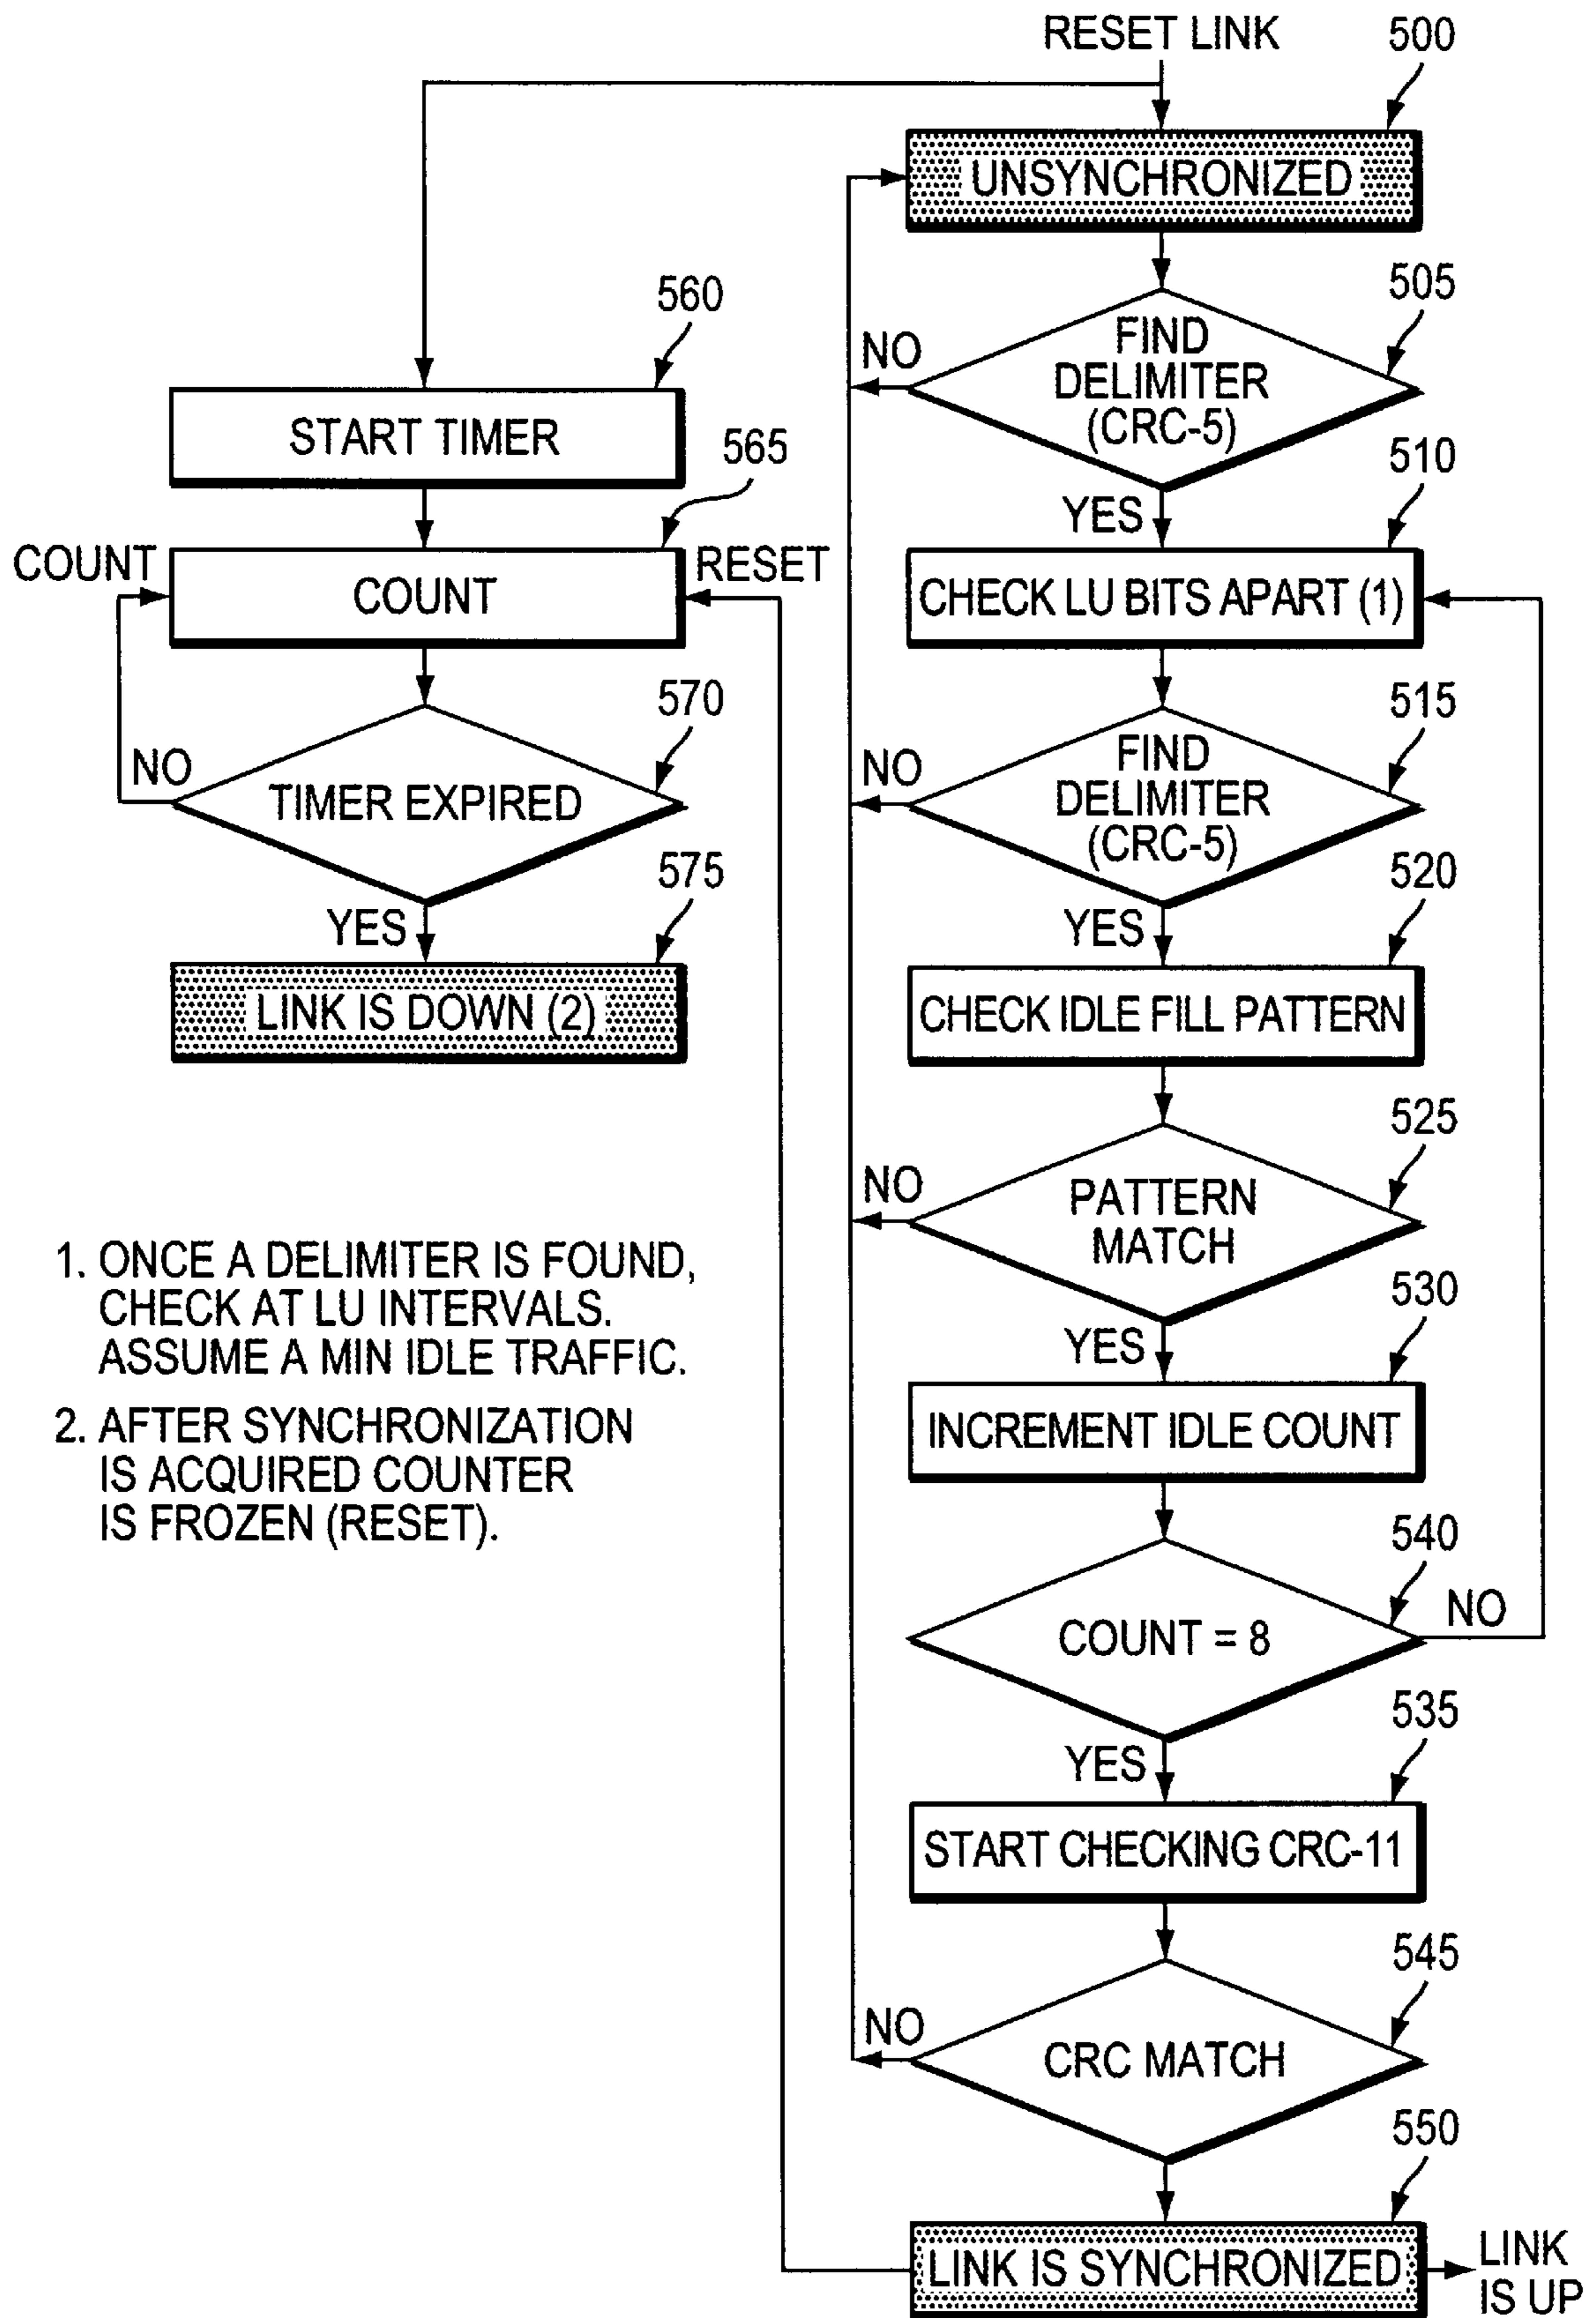 RESET LINK
500
UNSYNCHRONIZED
505
FIND
DELIMITER
(CRC-5)
NO
YES
510
CHECK LU BITS APART (1)
515
FIND
DELIMITER
(CRC-5)
NO
YES
520
CHECK IDLE FILL PATTERN
525
PATTERN
MATCH
NO
YES
530
INCREMENT IDLE COUNT
540
COUNT = 8
NO
YES
535
START CHECKING CRC-11
545
CRC MATCH
NO
550
LINK IS SYNCHRONIZED
LINK
IS UP
560
START TIMER
565
COUNT
COUNT
RESET
570
TIMER EXPIRED
NO
YES
575
LINK IS DOWN (2)
1. ONCE A DELIMITER IS FOUND,
CHECK AT LU INTERVALS.
ASSUME A MIN IDLE TRAFFIC.
2. AFTER SYNCHRONIZATION
IS ACQUIRED COUNTER
IS FROZEN (RESET).